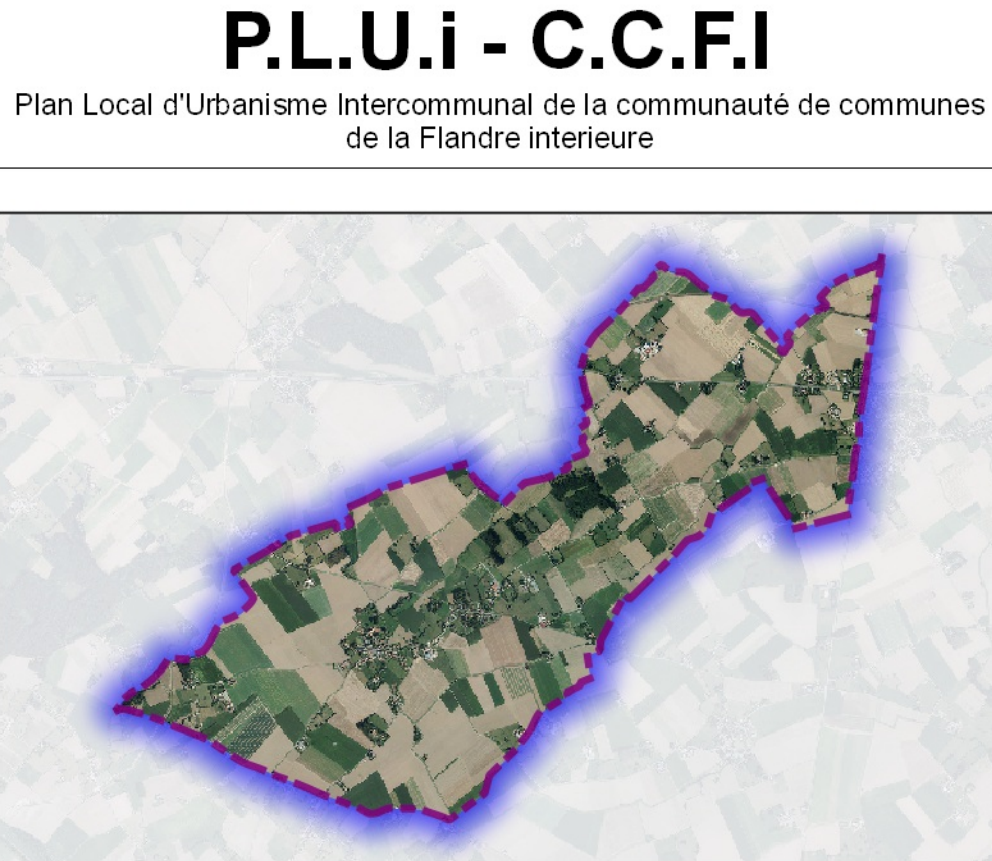 P.L.U.i - C.C.F.I
Plan Local d'Urbanisme Intercommunal de la communauté de communes
de la Flandre interieure